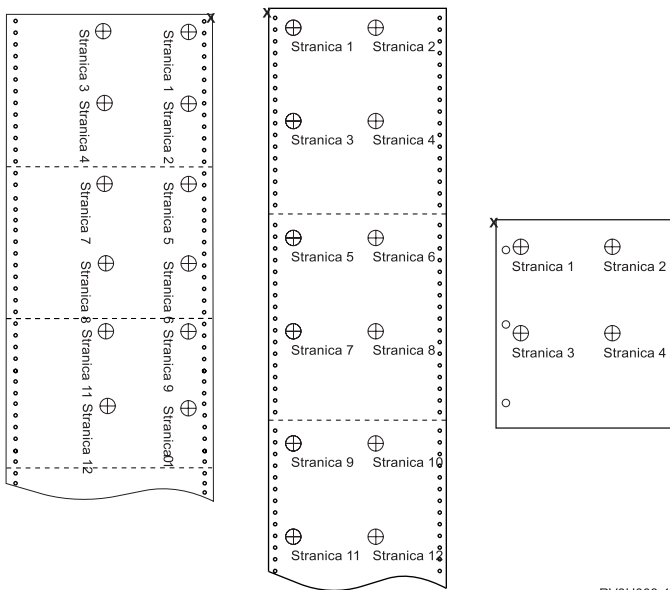 X
Stranica 1
Stranica 2
Stranica 3
Stranica 4
Stranica 5
Stranica 6
Stranica 7
Stranica 8
Stranica 9
Stranica01
Stranica 11
Stranica 12
X
Stranica 1 Stranica 2
Stranica 3 Stranica 4
Stranica 5 Stranica 6
Stranica 7 Stranica 8
Stranica 9 Stranica 10
Stranica 11 Stranica 12
X
Stranica 1 Stranica 2
Stranica 3 Stranica 4